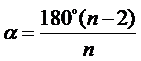 α = 180°(n−2)/n